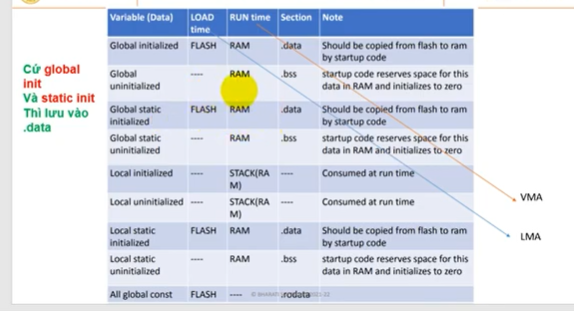 Variable (Data) LOAD time RUN time Section Note
Global initialized FLASH RAM .data Should be copied from flash to ram by startup code
Global uninitialized ---- RAM .bss startup code reserves space for this data in RAM and initializes to zero
Global static initialized FLASH RAM .data Should be copied from flash to ram by startup code
Global static uninitialized ---- RAM .bss startup code reserves space for this data in RAM and initializes to zero
Local initialized ---- STACK(RAM) ---- Consumed at run time
Local uninitialized ---- STACK(RAM) ---- Consumed at run time
Local static initialized FLASH RAM .data Should be copied from flash to ram by startup code
Local static uninitialized ---- RAM .bss startup code reserves space for this data in RAM and initializes to zero
All global const FLASH ---- .rodata
Cứ global
init
Và static init
Thì lưu vào
.data
VMA
LMA